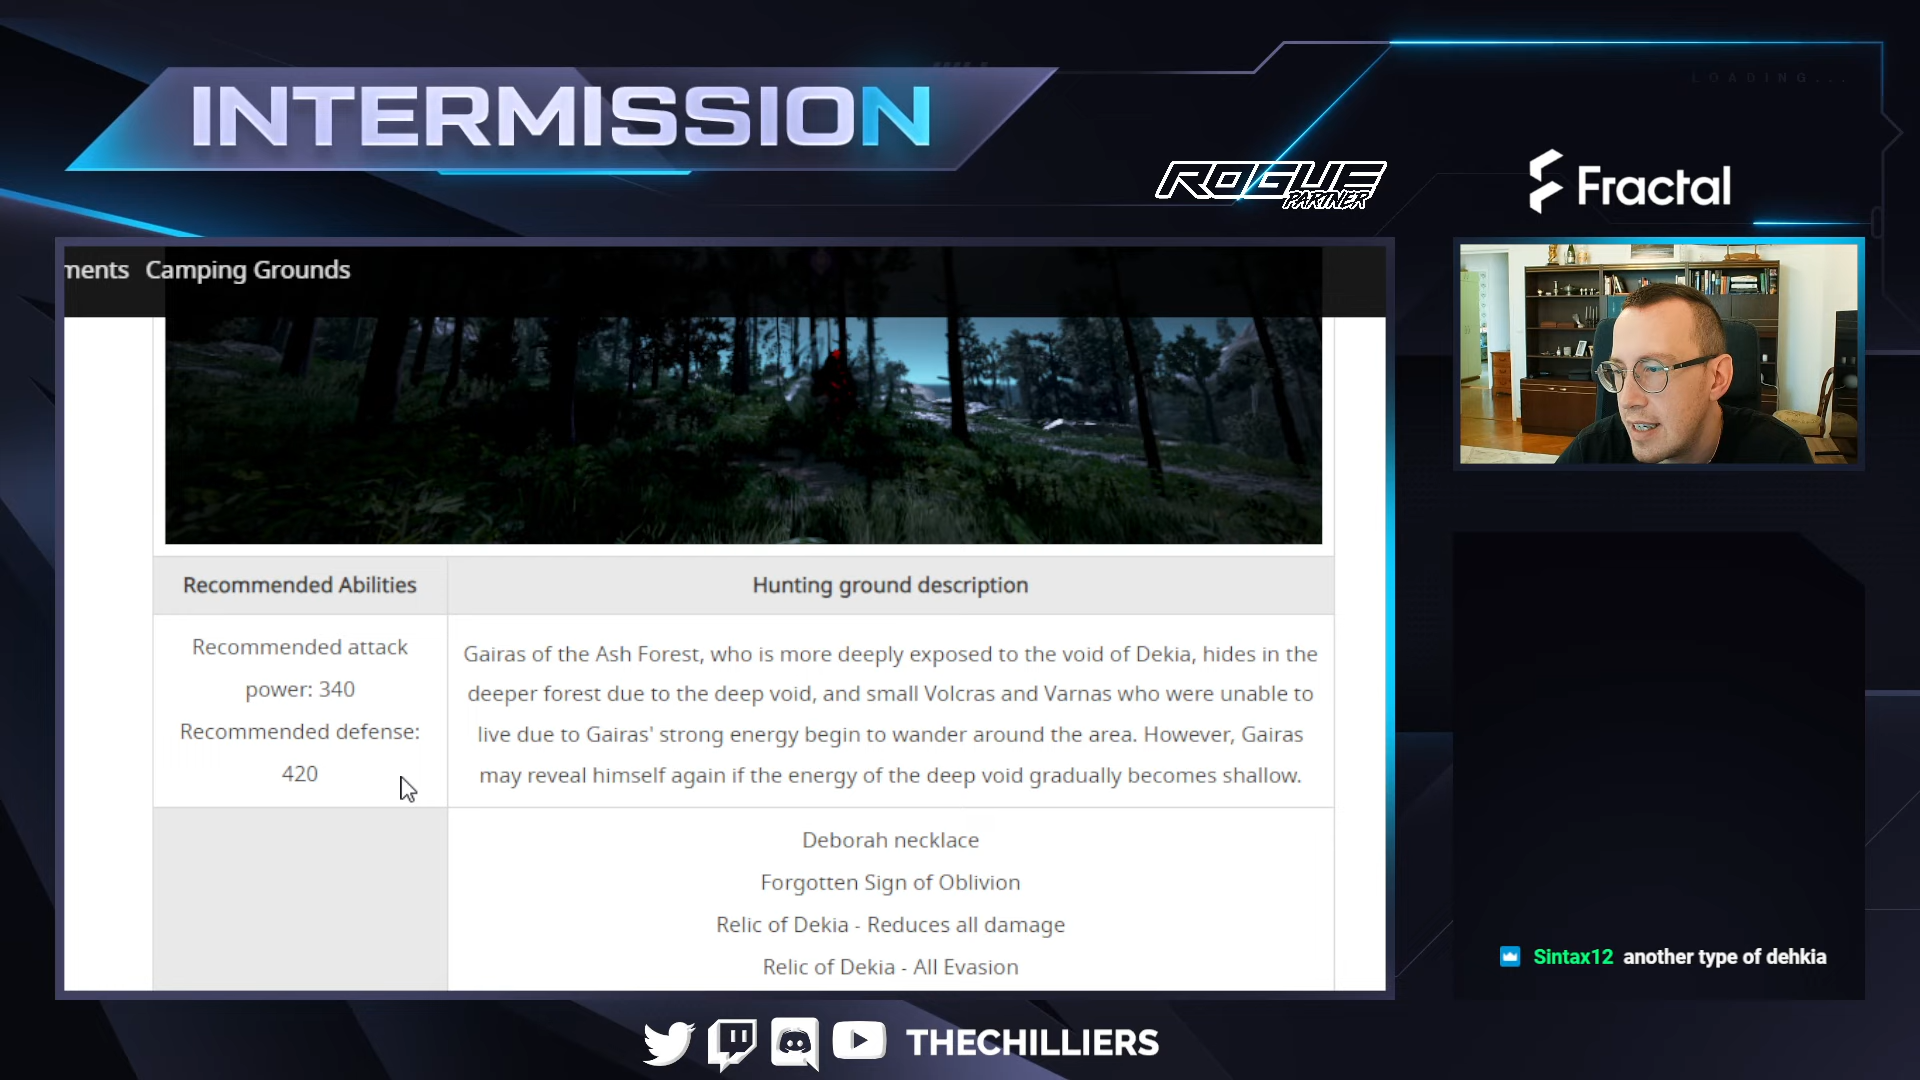 INTERMISSION
LOADING...
ROGUE
PARTNER
Fractal
ments Camping Grounds
Recommended Abilities
Hunting ground description
Recommended attack
power: 340
Recommended defense:
420
Gairas of the Ash Forest, who is more deeply exposed to the void of Dekia, hides in the
deeper forest due to the deep void, and small Volcras and Varnas who were unable to
live due to Gairas' strong energy begin to wander around the area. However, Gairas
may reveal himself again if the energy of the deep void gradually becomes shallow.
Deborah necklace
Forgotten Sign of Oblivion
Relic of Dekia - Reduces all damage
Relic of Dekia - All Evasion
Sintax12 another type of dehkia
THECHILLIERS